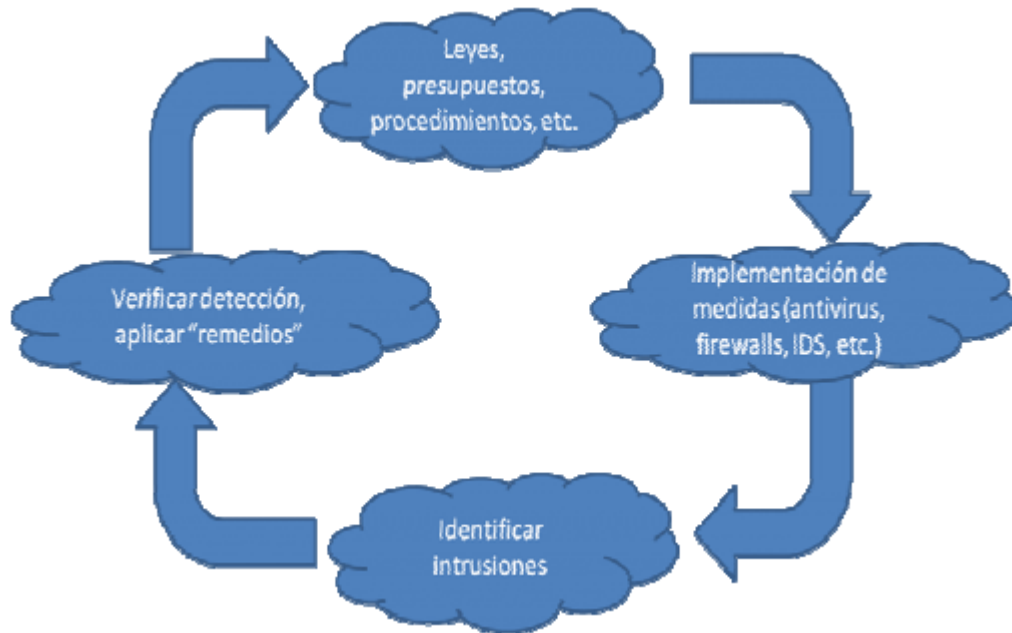 Leyes,
presupuestos,
procedimientos, etc.
Implementación de
medidas (antivirus,
firewalls, IDS, etc.)
Identificar
intrusiones
Verificar detección,
aplicar “remedios”